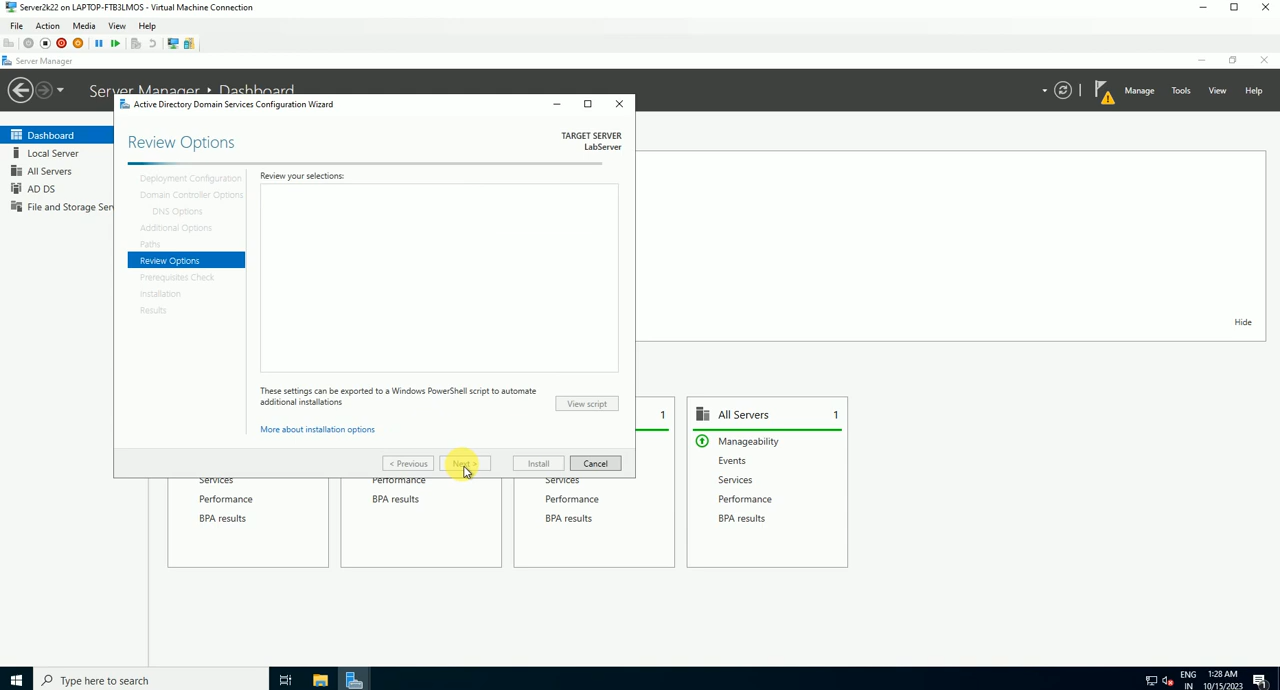 Server2k22 on LAPTOP-FTB3LMOS - Virtual Machine Connection
File Action Media View Help
Server Manager
Server Manager • Dashboard
Manage Tools View Help
Active Directory Domain Services Configuration Wizard
Review Options
TARGET SERVER
LabServer
Dashboard
Local Server
All Servers
AD DS
File and Storage Ser
Deployment Configuration
Domain Controller Options
DNS Options
Additional Options
Paths
Review Options
Prerequisites Check
Installation
Results
Review your selections:
These settings can be exported to a Windows PowerShell script to automate
additional installations
View script
More about installation options
< Previous Next > Install Cancel
Hide
1
All Servers 1
Manageability
Events
Services
Performance
BPA results
Services
Performance
BPA results
Performance
BPA results
Services
Performance
BPA results
Type here to search
ENG
IN
1:28 AM
10/15/2023
1